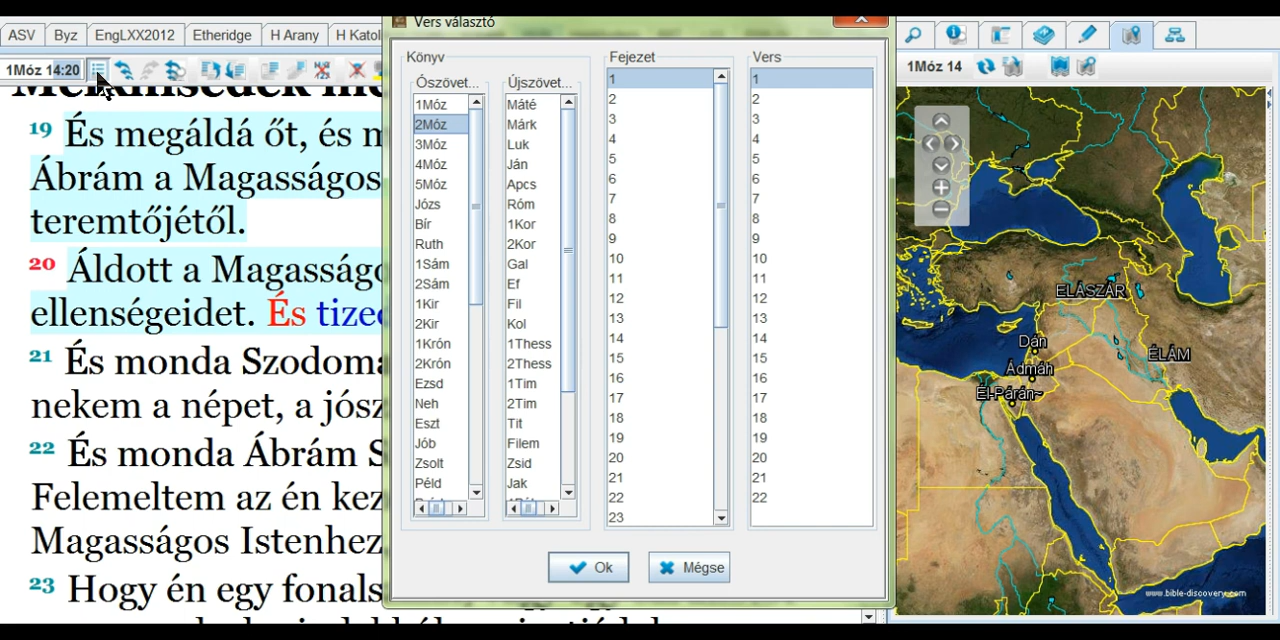 Vers választó
ASV Byz EngLXX2012 Etheridge H Arany H Katol
1Móz 14:20
19 És megáldá őt, és m
Ábrám a Magasságos
teremtőjétől.
20 Áldott a Magasságo
ellenségeidet. És tized
21 És monda Szodoma
nekem a népet, a jósz
22 És monda Ábrám S
Felemeltem az én kez
Magasságos Istenhez
23 Hogy én egy fonals
Könyv
Ószövet...
1Móz
2Móz
3Móz
4Móz
5Móz
Józs
Bír
Ruth
1Sám
2Sám
1Kir
2Kir
1Krón
2Krón
Ezsd
Neh
Eszt
Jób
Zsolt
Péld
Újszövet...
Máté
Márk
Luk
Ján
Apcs
Róm
1Kor
2Kor
Gal
Ef
Fil
Kol
1Thess
2Thess
1Tim
2Tim
Tit
Filem
Zsid
Jak
Fejezet
1
2
3
4
5
6
7
8
9
10
11
12
13
14
15
16
17
18
19
20
21
22
23
Vers
1
2
3
4
5
6
7
8
9
10
11
12
13
14
15
16
17
18
19
20
21
22
Ok Mégse
1Móz 14
ELÁSZÁR
Dán
ÉLÁM
Ádmáh
Él-Párán~
www.bible-discovery.com